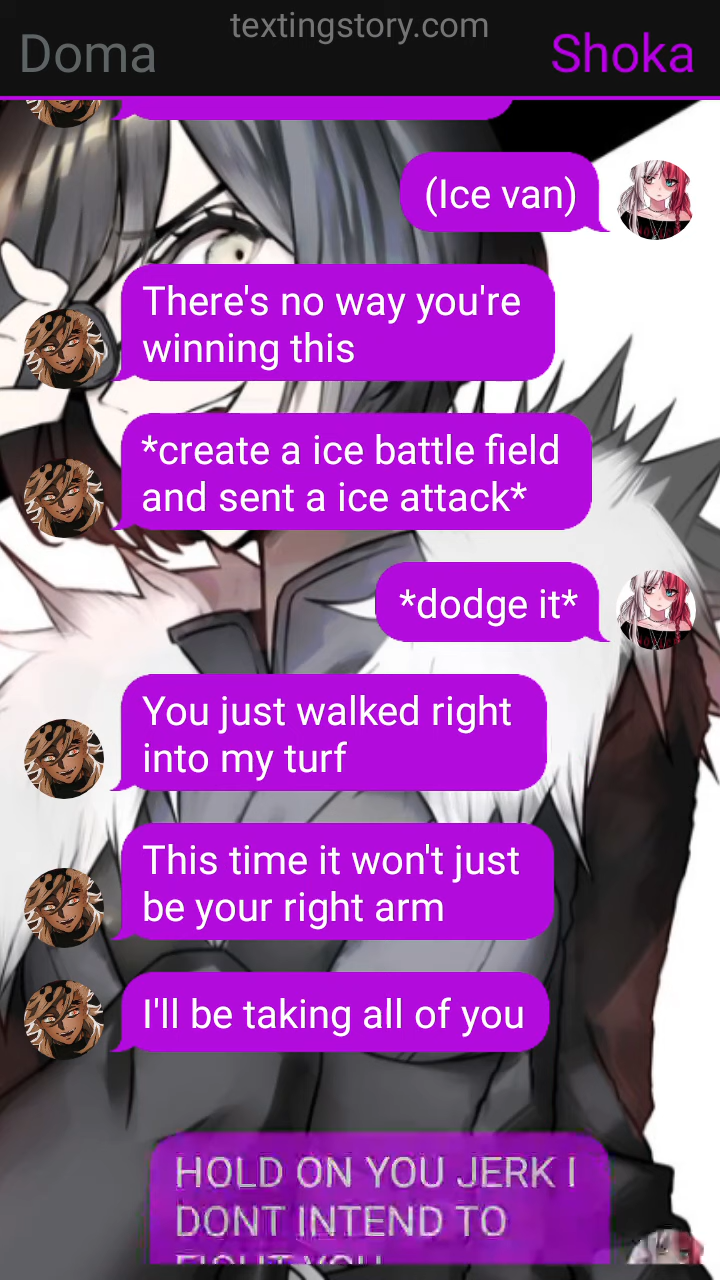 textingstory.com
Doma
Shoka
(Ice van)
There's no way you're
winning this
*create a ice battle field
and sent a ice attack*
*dodge it*
You just walked right
into my turf
This time it won't just
be your right arm
I'll be taking all of you
HOLD ON YOU JERK I
DONT INTEND TO